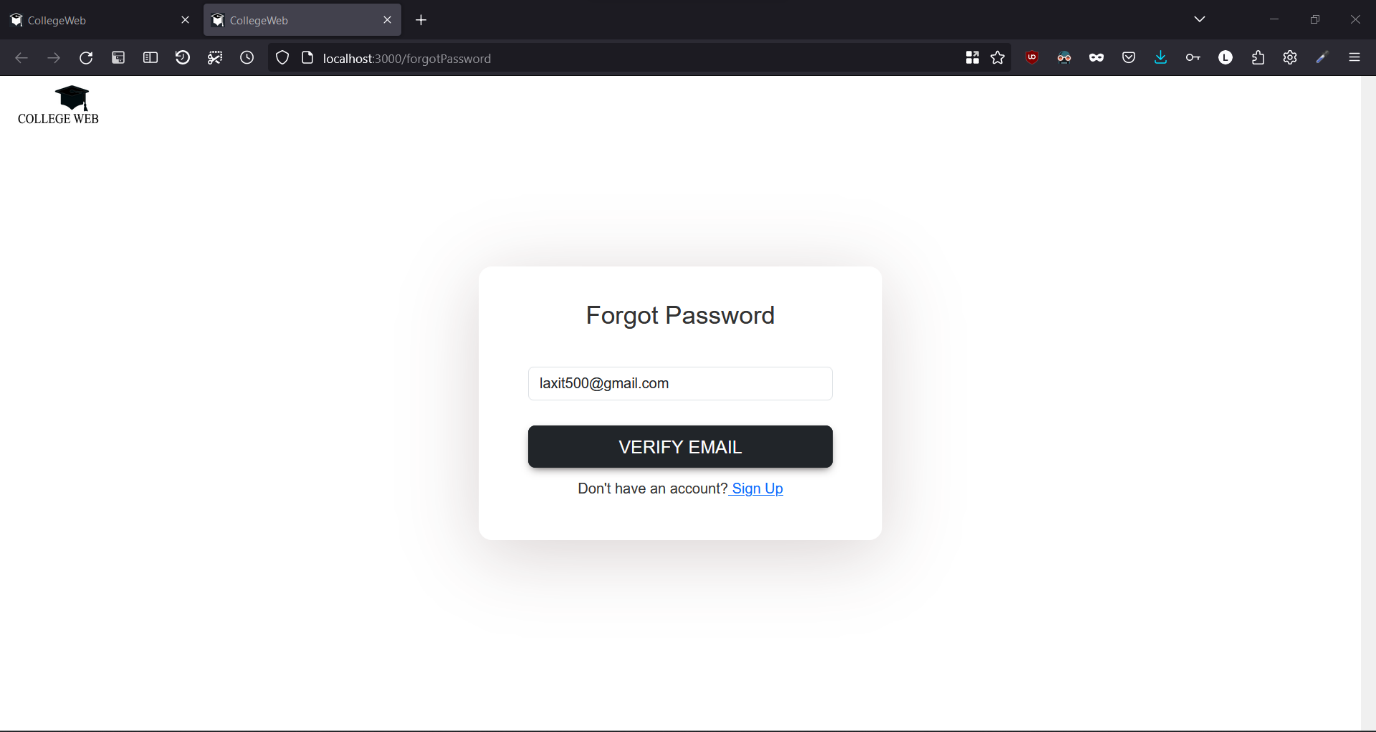 CollegeWeb
CollegeWeb
localhost:3000/forgotPassword
UD
L
COLLEGE WEB
Forgot Password
laxit500@gmail.com
VERIFY EMAIL
Don't have an account? Sign Up